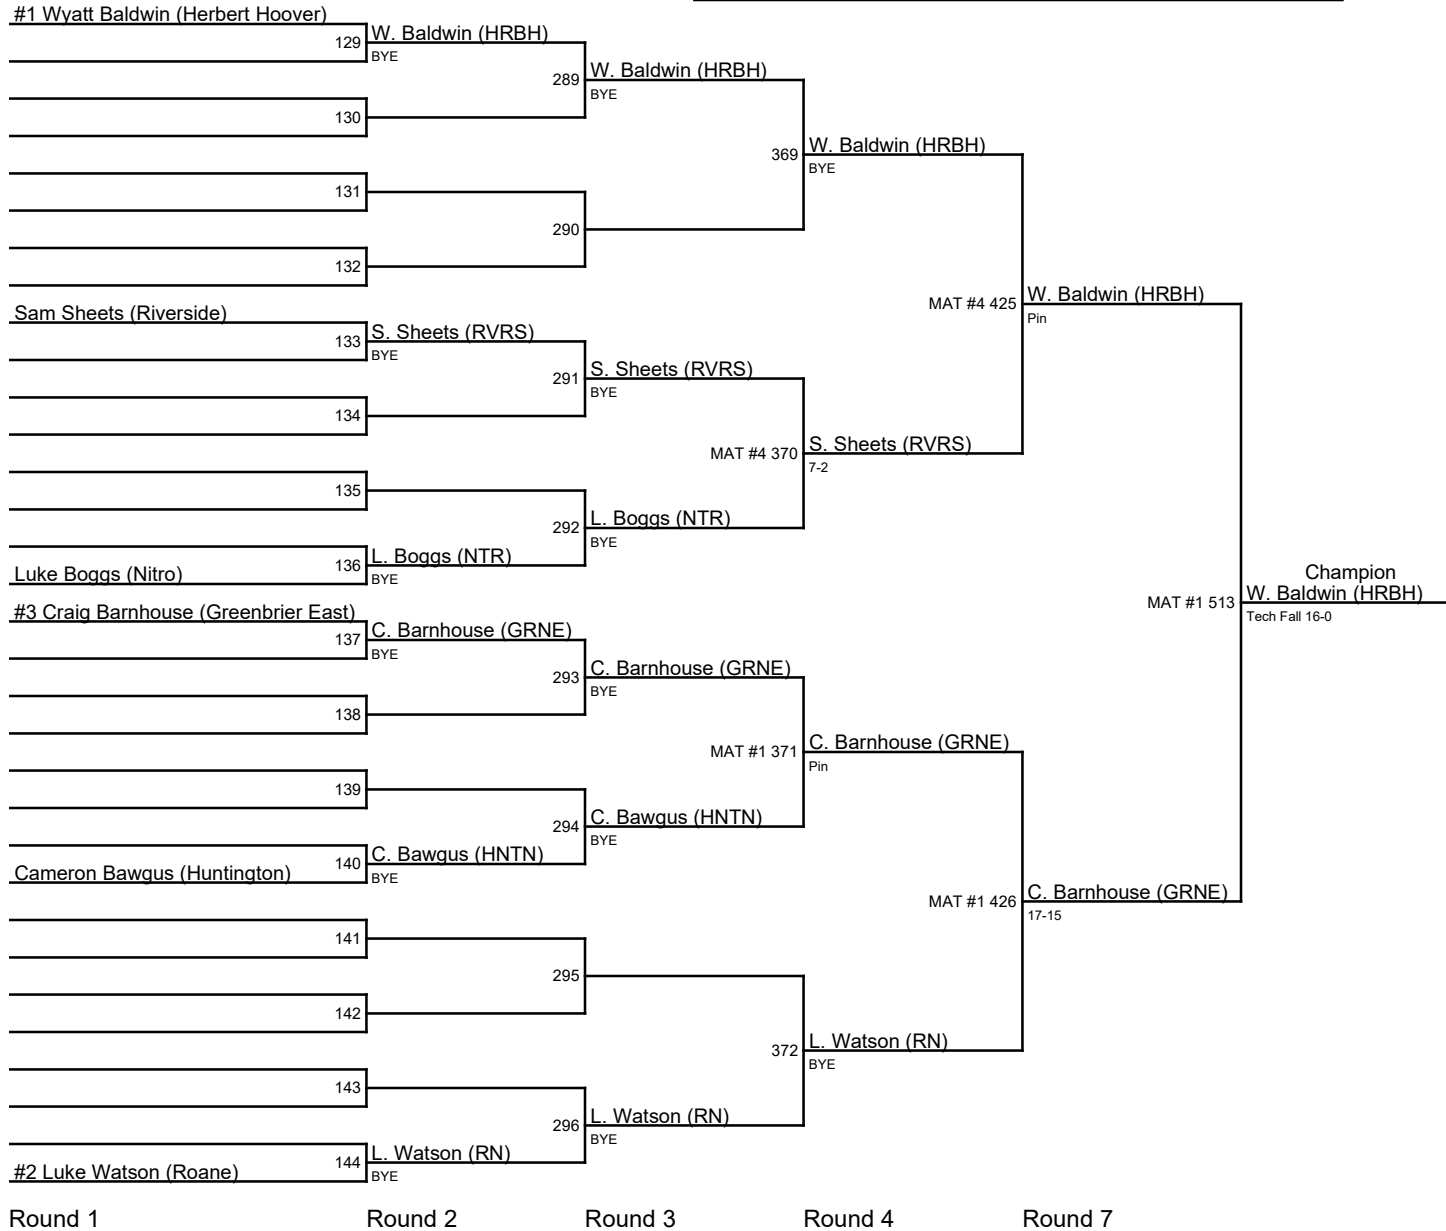 #1 Wyatt Baldwin (Herbert Hoover)
129 W. Baldwin (HRBH)
BYE
289 W. Baldwin (HRBH)
BYE
130
369 W. Baldwin (HRBH)
BYE
131
290
132
MAT #4 425 W. Baldwin (HRBH)
Pin
Sam Sheets (Riverside)
133 S. Sheets (RVRS)
BYE
291 S. Sheets (RVRS)
BYE
134
MAT #4 370 S. Sheets (RVRS)
7-2
135
292 L. Boggs (NTR)
BYE
136 L. Boggs (NTR)
BYE
Luke Boggs (Nitro)
Champion
MAT #1 513 W. Baldwin (HRBH)
Tech Fall 16-0
#3 Craig Barnhouse (Greenbrier East)
137 C. Barnhouse (GRNE)
BYE
293 C. Barnhouse (GRNE)
BYE
138
MAT #1 371 C. Barnhouse (GRNE)
Pin
139
294 C. Bawgus (HNTN)
BYE
140 C. Bawgus (HNTN)
BYE
Cameron Bawgus (Huntington)
MAT #1 426 C. Barnhouse (GRNE)
17-15
141
295
142
372 L. Watson (RN)
BYE
143
296 L. Watson (RN)
BYE
144 L. Watson (RN)
BYE
#2 Luke Watson (Roane)
Round 1 Round 2 Round 3 Round 4 Round 7